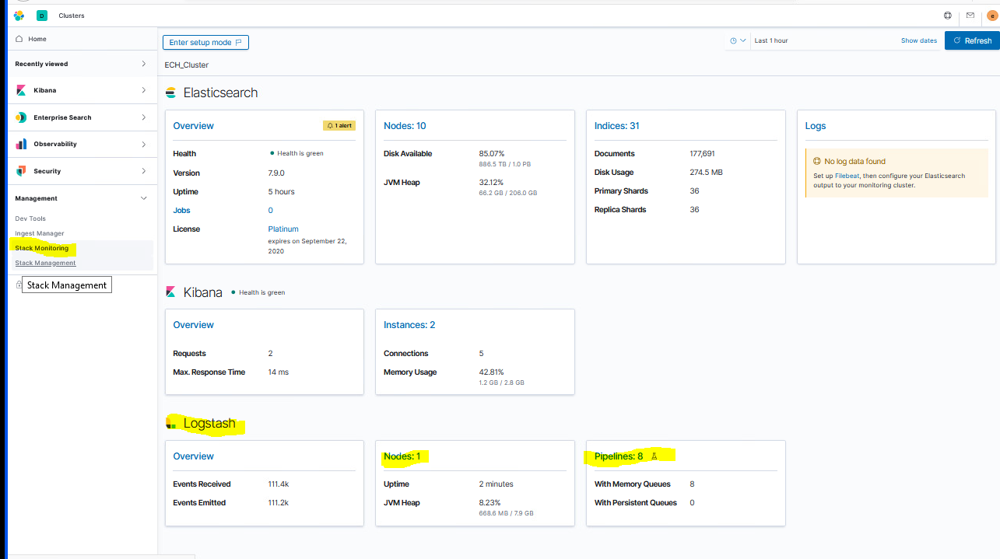 D Clusters e
Home
Recently viewed
Kibana
Enterprise Search
Observability
Security
Management
Dev Tools
Ingest Manager
Stack Monitoring
Stack Management
Stack Management
Enter setup mode
Last 1 hour Show dates Refresh
ECH_Cluster
Elasticsearch
Overview 1 alert
Health Health is green
Version 7.9.0
Uptime 5 hours
Jobs 0
License Platinum
expires on September 22,
2020
Nodes: 10
Disk Available 85.07%
886.5 TB / 1.0 PB
JVM Heap 32.12%
66.2 GB / 206.0 GB
Indices: 31
Documents 177,691
Disk Usage 274.5 MB
Primary Shards 36
Replica Shards 36
Logs
No log data found
Set up Filebeat, then configure your Elasticsearch
output to your monitoring cluster.
Kibana Health is green
Overview
Requests 2
Max. Response Time 14 ms
Instances: 2
Connections 5
Memory Usage 42.81%
1.2 GB / 2.8 GB
Logstash
Overview
Events Received 111.4k
Events Emitted 111.2k
Nodes: 1
Uptime 2 minutes
JVM Heap 8.23%
668.6 MB / 7.9 GB
Pipelines: 8
With Memory Queues 8
With Persistent Queues 0